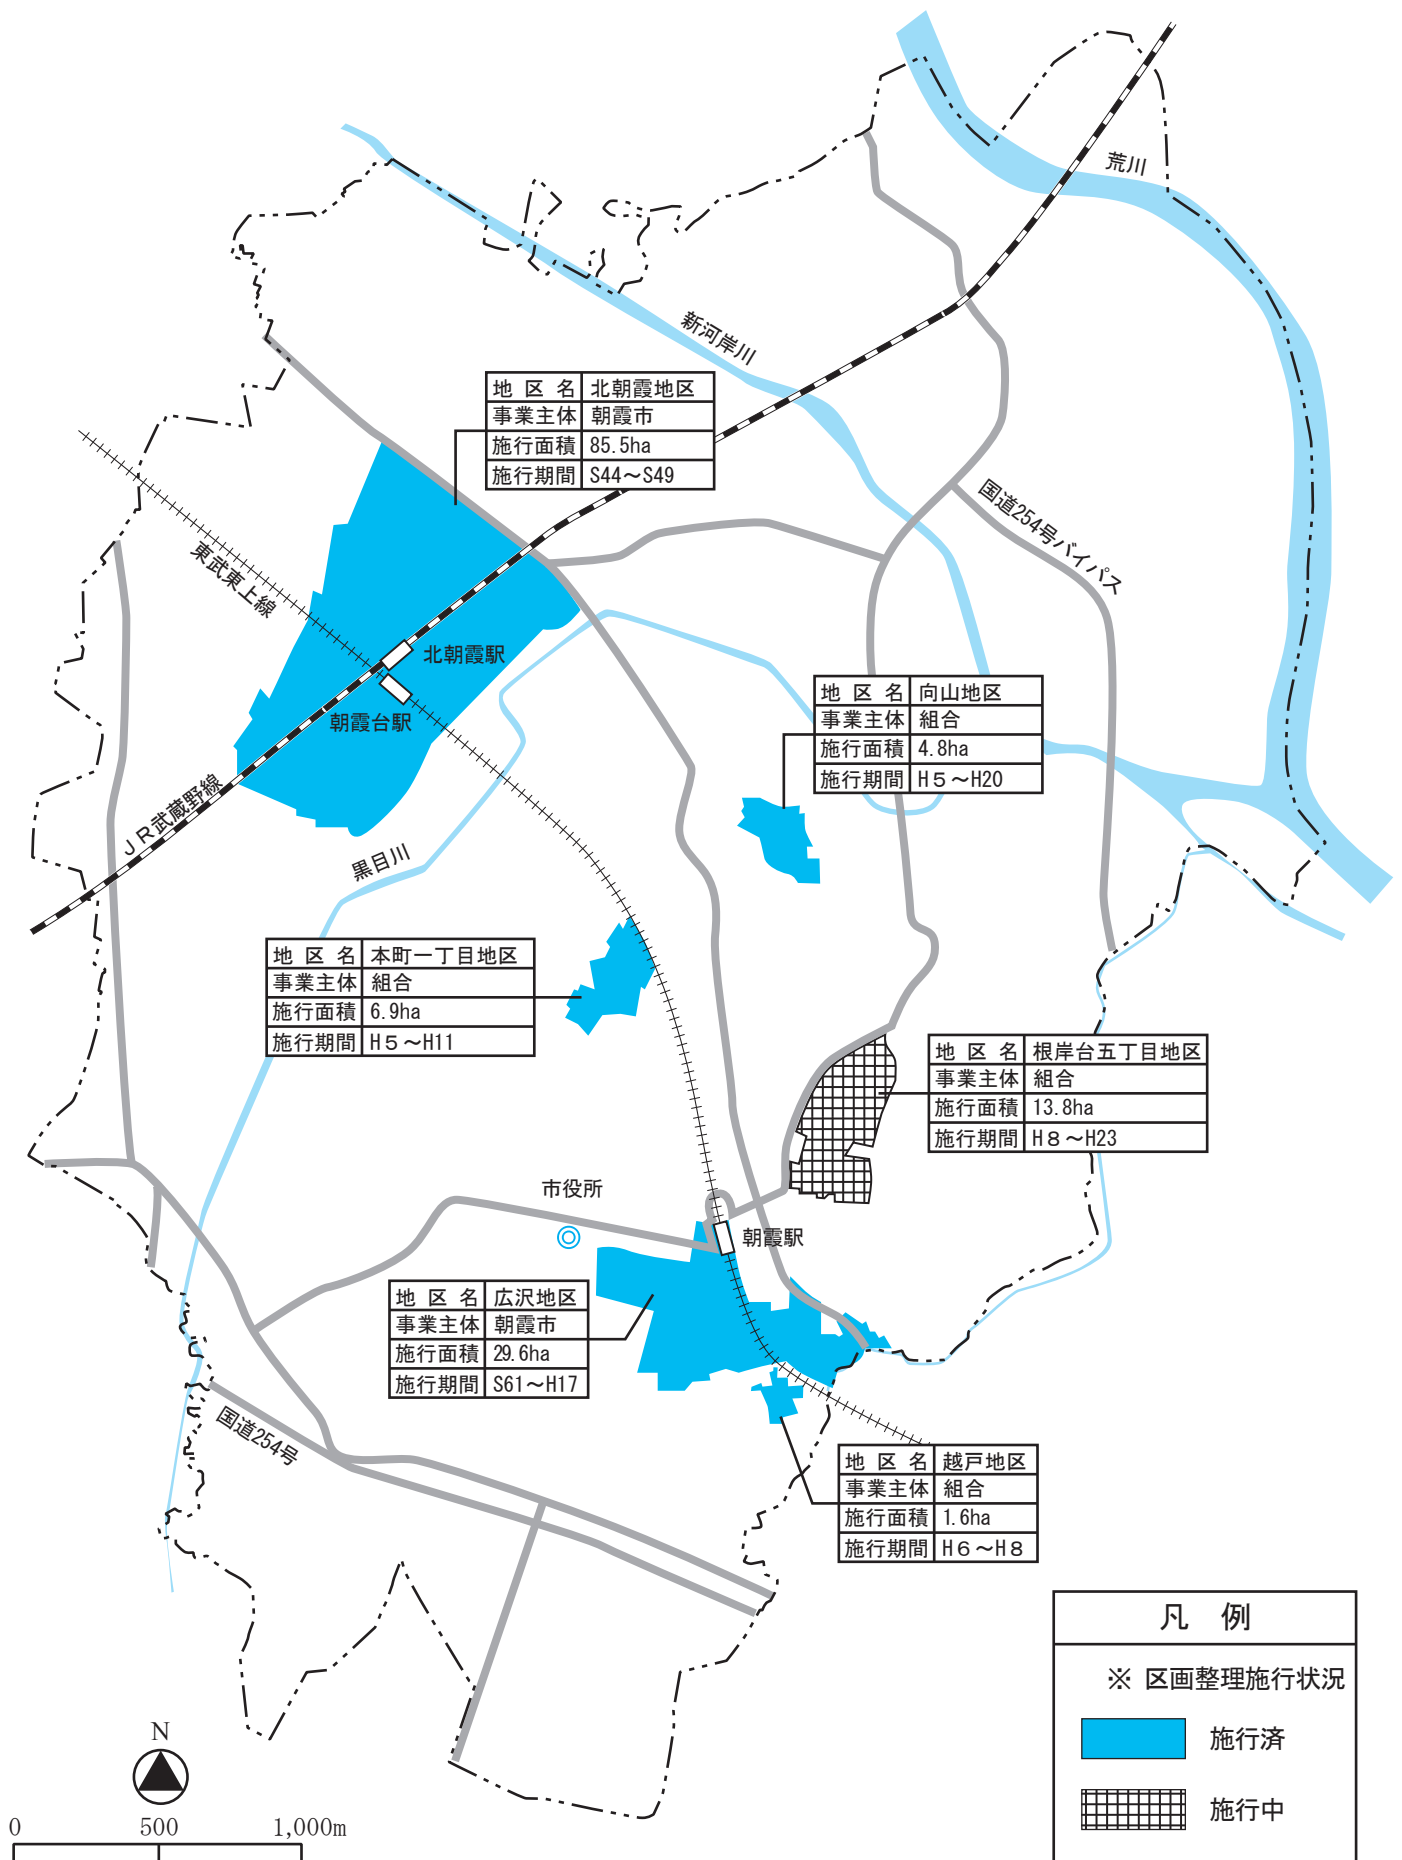 荒川
新河岸川
地区名 北朝霞地区
事業主体 朝霞市
施行面積 85.5ha
施行期間 S44～S49
国道254号バイパス
東武東上線
北朝霞駅
朝霞台駅
地区名 向山地区
事業主体 組合
施行面積 4.8ha
施行期間 H5～H20
JR武蔵野線
黒目川
地区名 本町一丁目地区
事業主体 組合
施行面積 6.9ha
施行期間 H5～H11
地区名 根岸台五丁目地区
事業主体 組合
施行面積 13.8ha
施行期間 H8～H23
市役所
朝霞駅
地区名 広沢地区
事業主体 朝霞市
施行面積 29.6ha
施行期間 S61～H17
国道254号
地区名 越戸地区
事業主体 組合
施行面積 1.6ha
施行期間 H6～H8
凡例
※ 区画整理施行状況
施行済
施行中
N
0 500 1,000m